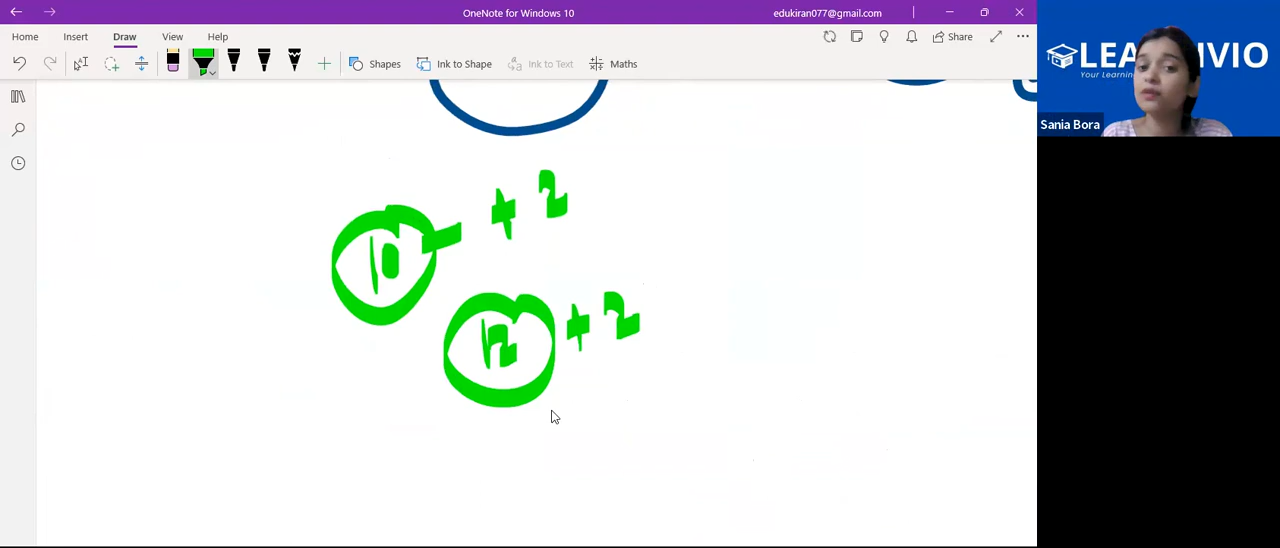 OneNote for Windows 10
edukiran077@gmail.com
Home Insert Draw View Help
Share
Shapes Ink to Shape Ink to Text Maths
Your Learning
Sania Bora
10 + 2
12 + 2